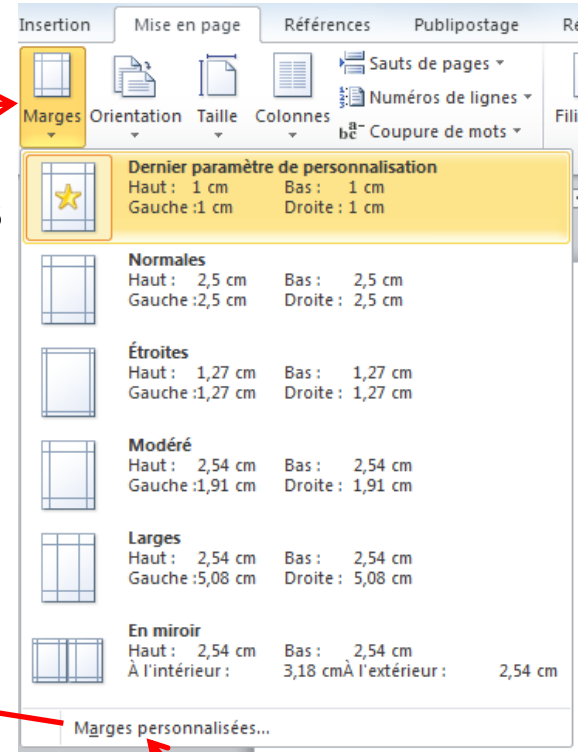 Insertion Mise en page Références Publipostage Re
Marges Orientation Taille Colonnes
Sauts de pages
Numéros de lignes
Coupure de mots
Fili
Dernier paramètre de personnalisation
Haut : 1 cm Bas : 1 cm
Gauche :1 cm Droite : 1 cm
Normales
Haut : 2,5 cm Bas : 2,5 cm
Gauche :2,5 cm Droite : 2,5 cm
Étroites
Haut : 1,27 cm Bas : 1,27 cm
Gauche :1,27 cm Droite : 1,27 cm
Modéré
Haut : 2,54 cm Bas : 2,54 cm
Gauche :1,91 cm Droite : 1,91 cm
Larges
Haut : 2,54 cm Bas : 2,54 cm
Gauche :5,08 cm Droite : 5,08 cm
En miroir
Haut : 2,54 cm Bas : 2,54 cm
À l'intérieur : 3,18 cmÀ l'extérieur : 2,54 cm
Marges personnalisées...